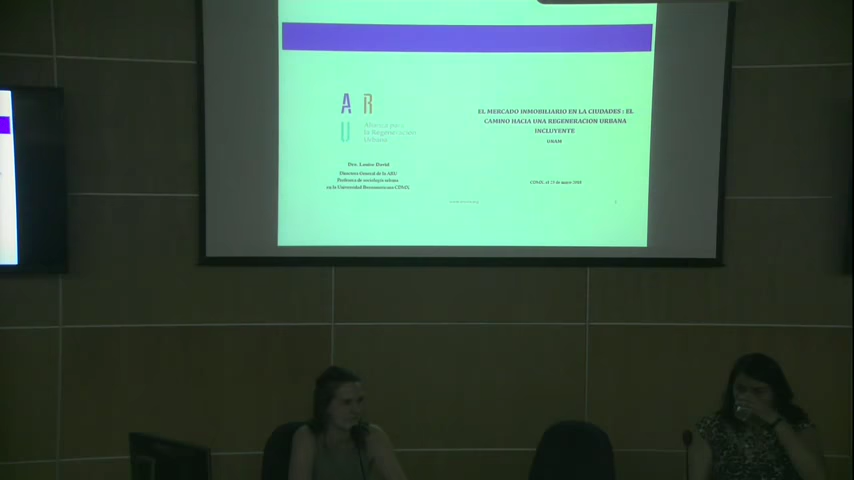 A R
U
Alianza para
la Regeneración
Urbana
Dra. Louise David
Directora General de la ARU
Profesora de sociología urbana
en la Universidad Iberoamericana CDMX
EL MERCADO INMOBILIARIO EN LA CIUDADES : EL
CAMINO HACIA UNA REGENERACION URBANA
INCLUYENTE
UNAM
CDMX, el 23 de mayo 2018